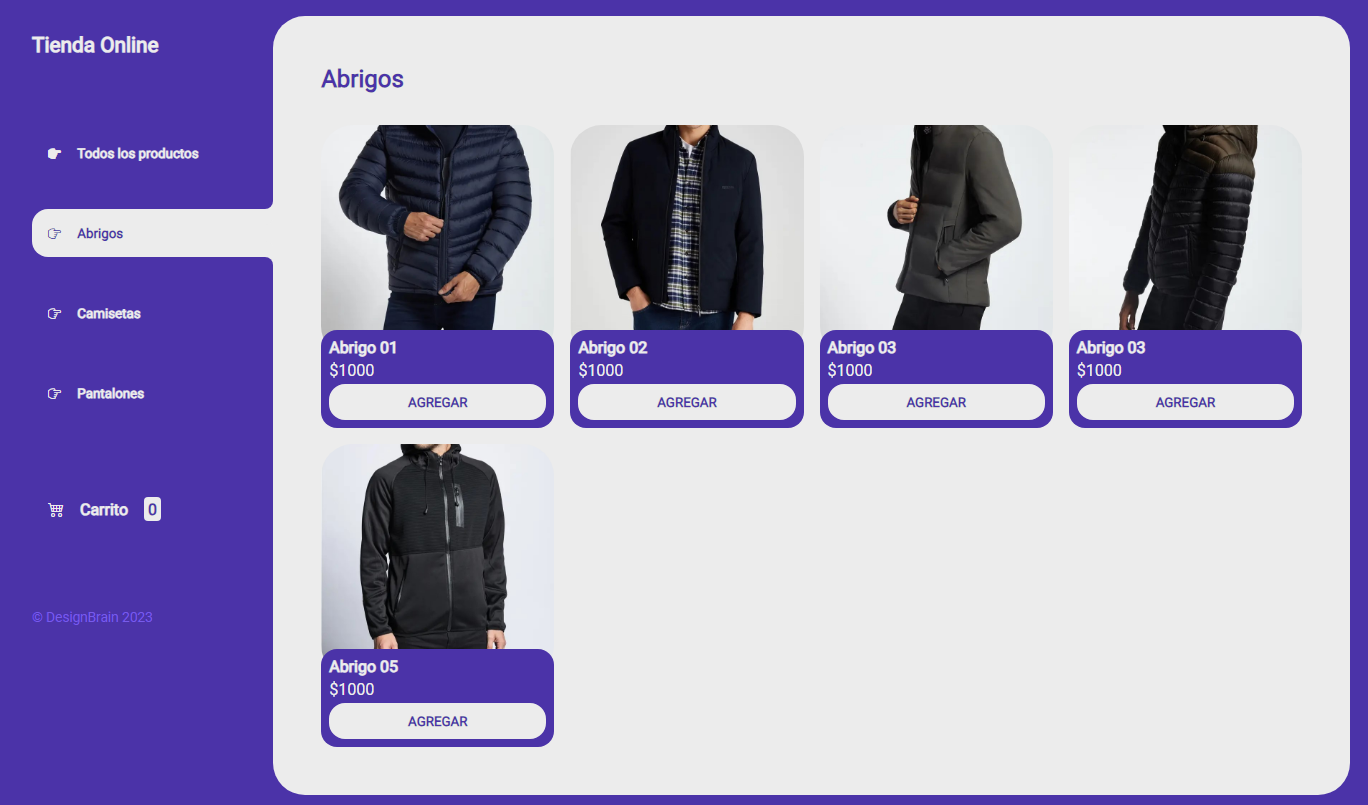 Tienda Online
Todos los productos
Abrigos
Camisetas
Pantalones
Carrito 0
© DesignBrain 2023
Abrigos
Abrigo 01
$1000
AGREGAR
Abrigo 02
$1000
AGREGAR
Abrigo 03
$1000
AGREGAR
Abrigo 03
$1000
AGREGAR
Abrigo 05
$1000
AGREGAR